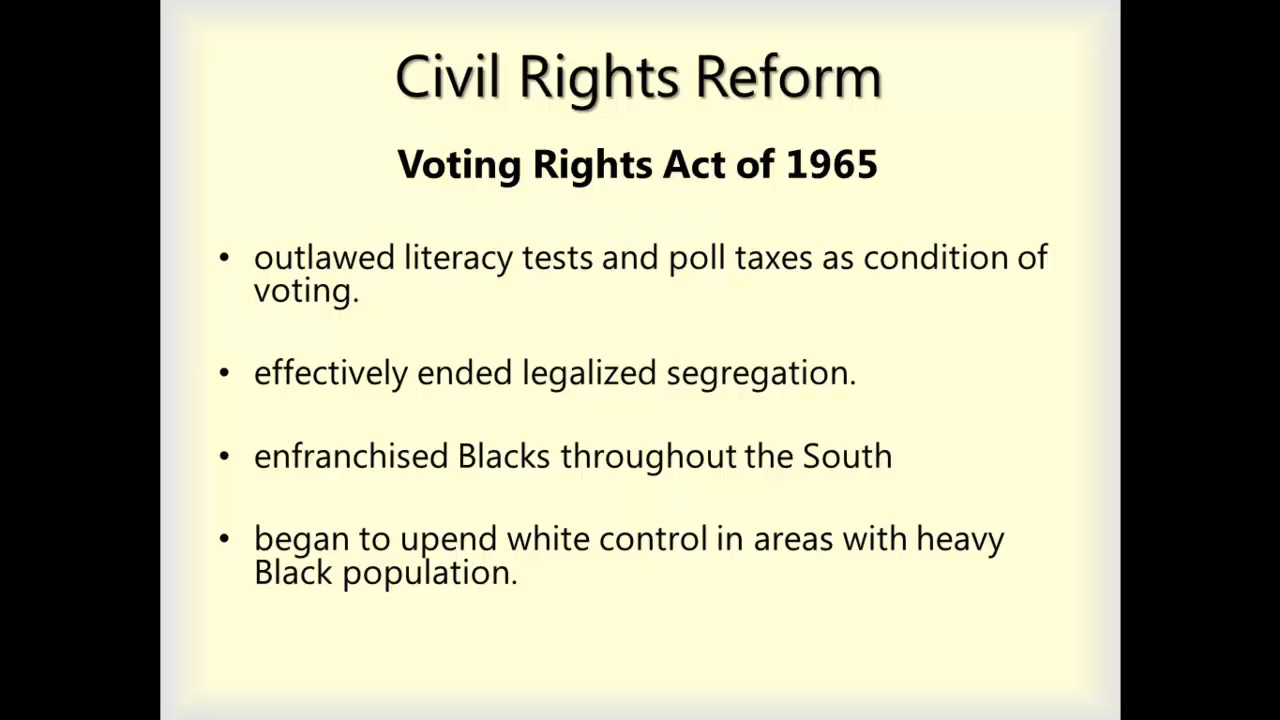 Civil Rights Reform
Voting Rights Act of 1965
• outlawed literacy tests and poll taxes as condition of
voting.
• effectively ended legalized segregation.
• enfranchised Blacks throughout the South
• began to upend white control in areas with heavy
Black population.